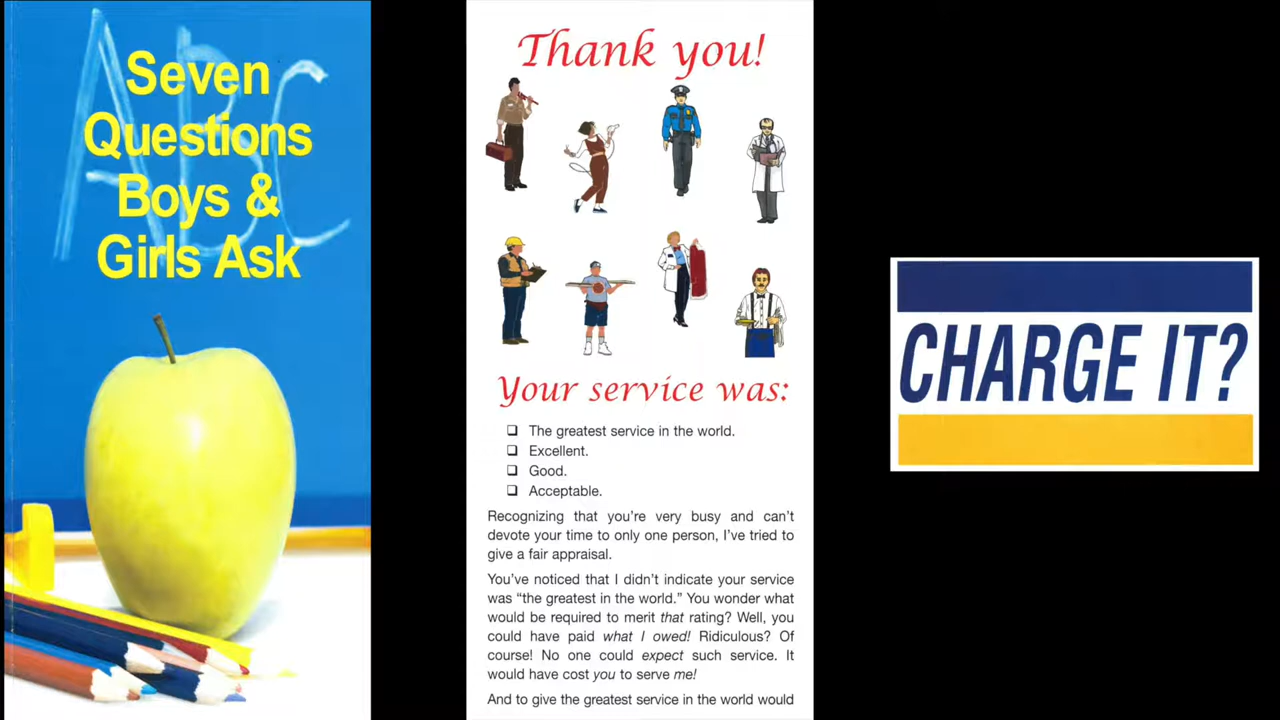 ABC
Seven
Questions
Boys &
Girls Ask
Thank you!
Your service was:
❑ The greatest service in the world.
❑ Excellent.
❑ Good.
❑ Acceptable.
Recognizing that you're very busy and can't
devote your time to only one person, I've tried to
give a fair appraisal.
You've noticed that I didn't indicate your service
was “the greatest in the world.” You wonder what
would be required to merit that rating? Well, you
could have paid what I owed! Ridiculous? Of
course! No one could expect such service. It
would have cost you to serve me!
And to give the greatest service in the world would
CHARGE IT?